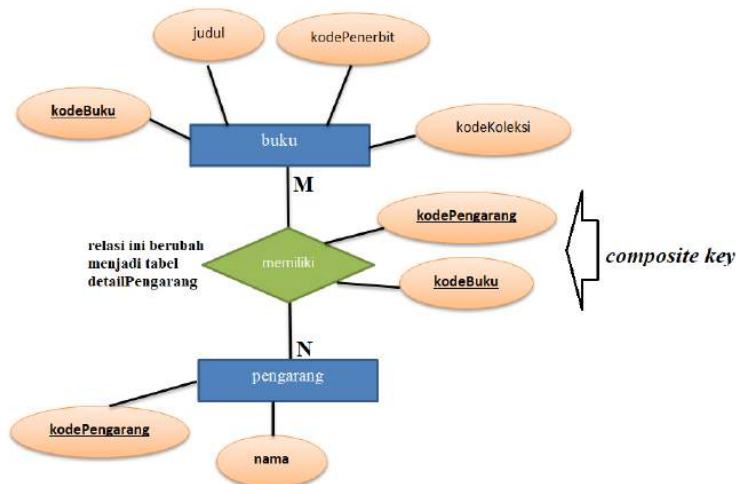 judul
kodePenerbit
kodeBuku
buku
kodeKoleksi
M
kodePengarang
relasi ini berubah
menjadi tabel
detailPengarang
memiliki
composite key
kodeBuku
N
pengarang
kodePengarang
nama